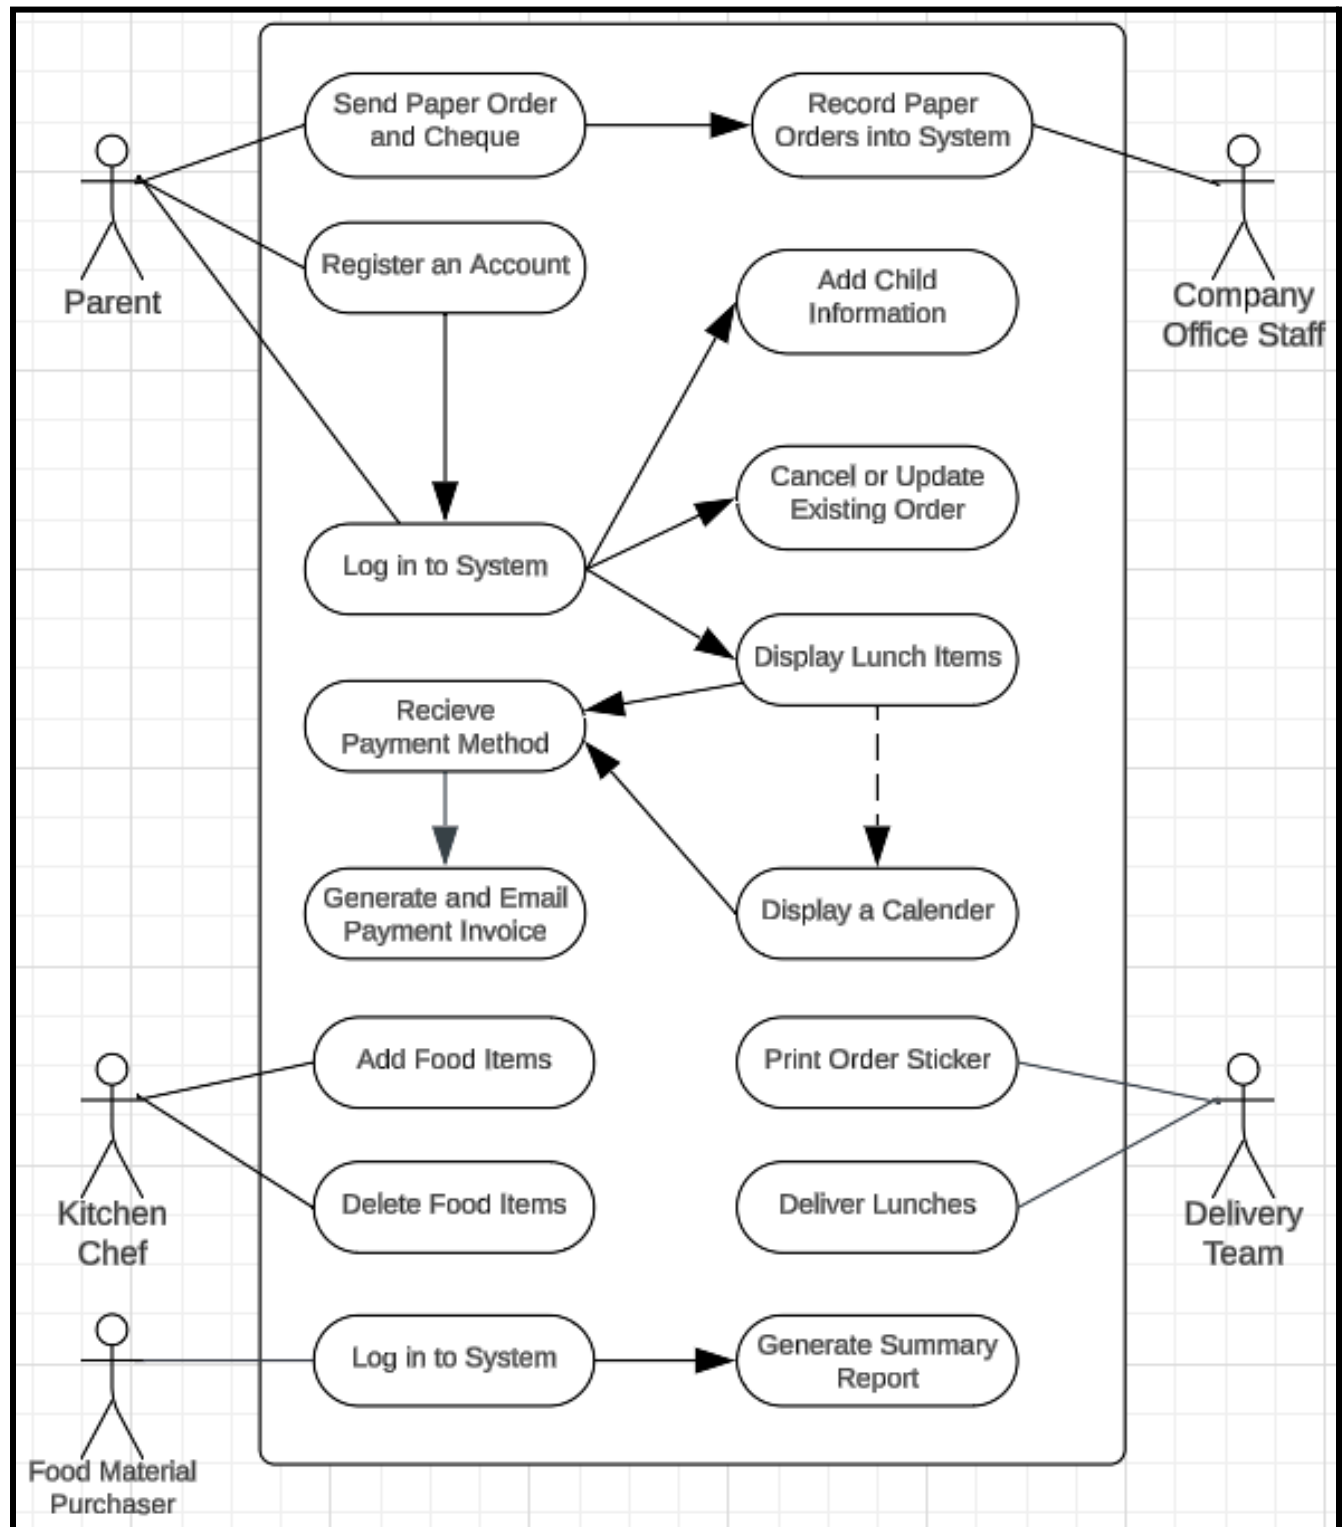 Send Paper Order
and Cheque
Record Paper
Orders into System
Parent
Register an Account
Add Child
Information
Company
Office Staff
Cancel or Update
Existing Order
Log in to System
Display Lunch Items
Recieve
Payment Method
Generate and Email
Payment Invoice
Display a Calender
Add Food Items
Print Order Sticker
Kitchen
Chef
Delete Food Items
Deliver Lunches
Delivery
Team
Log in to System
Generate Summary
Report
Food Material
Purchaser